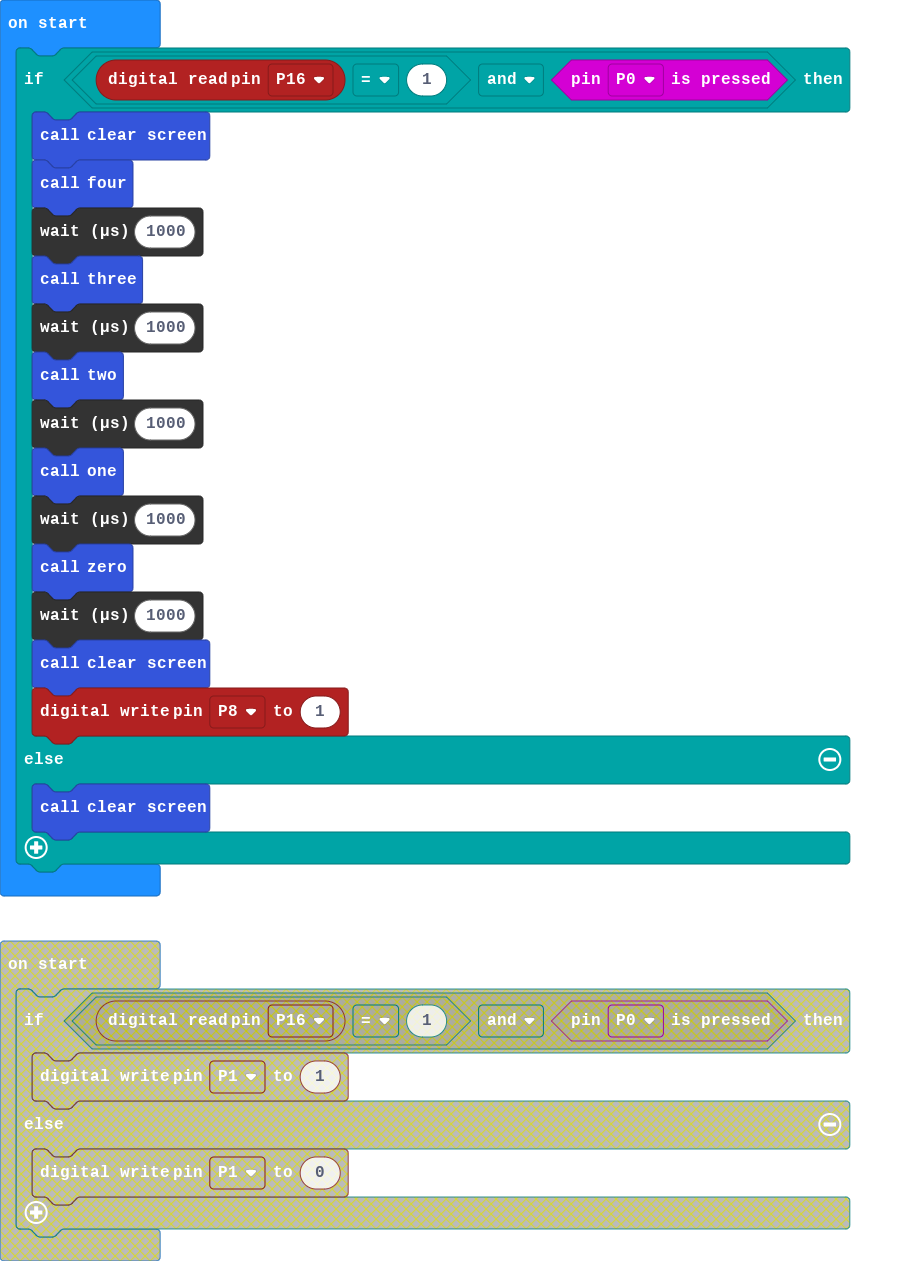 on start
if digital read pin P16 = 1 and pin P0 is pressed then
call clear screen
call four
wait (µs) 1000
call three
wait (µs) 1000
call two
wait (µs) 1000
call one
wait (µs) 1000
call zero
wait (µs) 1000
call clear screen
digital write pin P8 to 1
else
call clear screen
on start
if digital read pin P16 = 1 and pin P0 is pressed then
digital write pin P1 to 1
else
digital write pin P1 to 0